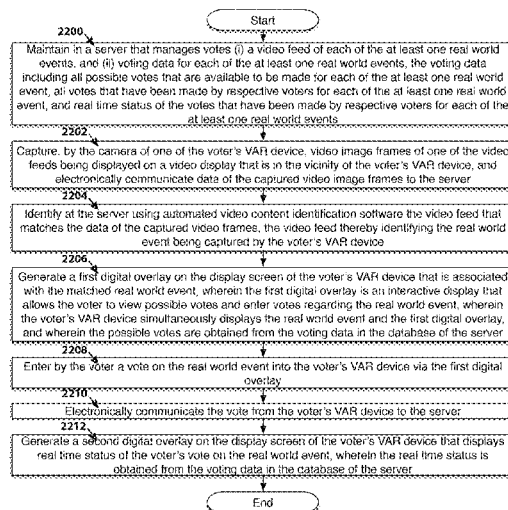 Start
2200
Maintain in a server that manages votes (i) a video feed of each of the at least one real world
events, and (ii) voting data for each of the at least one real world events, the voting data
including all possible votes that are available to be made for each of the at least one real world
event, all votes that have been made by respective voters for each of the at least one real world
event, and real time status of the votes that have been made by respective voters for each of the
at least one real world events
2202
Capture, by the camera of one of the voter's VAR device, video image frames of one of the video
feeds being displayed on a video display that is in the vicinity of the voter's VAR device, and
electronically communicate data of the captured video image frames to the server
2204
Identify at the server using automated video content identification software the video feed that
matches the data of the captured video frames, the video feed thereby identifying the real world
event being captured by the voter's VAR device
2206
Generate a first digital overlay on the display screen of the voter's VAR device that is associated
with the matched real world event, wherein the first digital overlay is an interactive display that
allows the voter to view possible votes and enter votes regarding the real world event, wherein
the voter's VAR device simultaneously displays the real world event and the first digital overlay,
and wherein the possible votes are obtained from the voting data in the database of the server
2208
Enter by the voter a vote on the real world event into the voter's VAR device via the first digital
overlay
2210
Electronically communicate the vote from the voter's VAR device to the server
2212
Generate a second digital overlay on the display screen of the voter's VAR device that displays
real time status of the voter's vote on the real world event, wherein the real time status is
obtained from the voting data in the database of the server
End